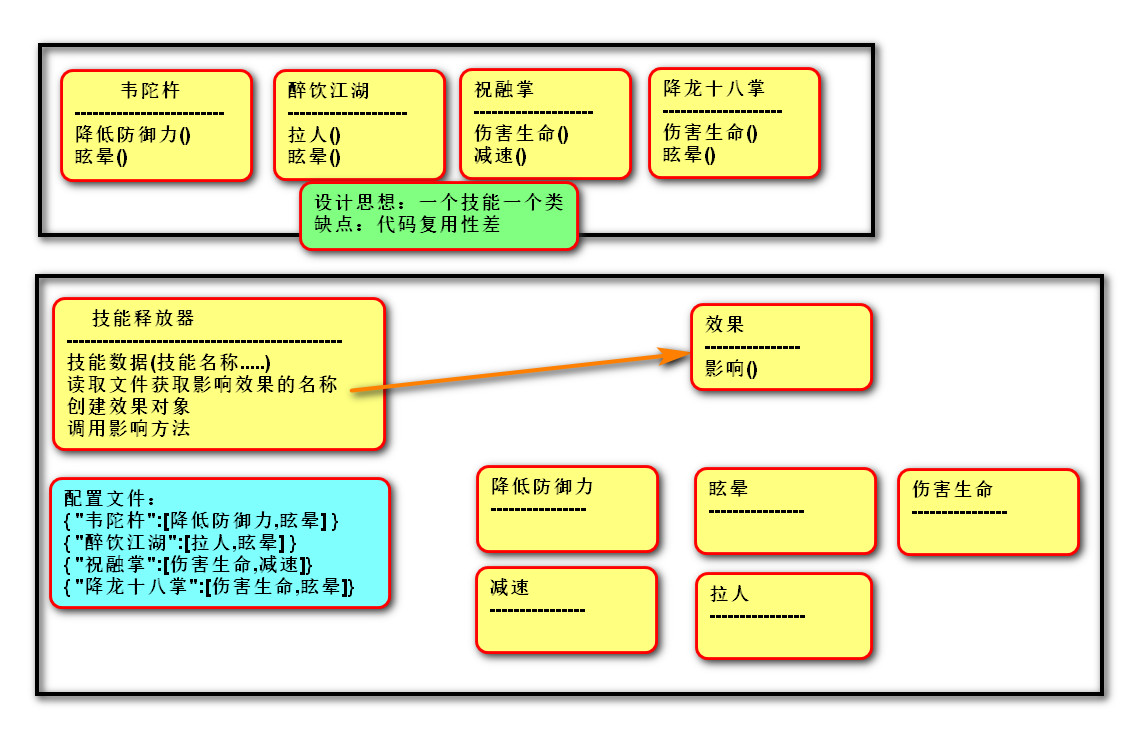 韦陀杵
-------------------------
降低防御力()
眩晕()
醉饮江湖
--------------------
拉人()
眩晕()
祝融掌
--------------------
伤害生命()
减速()
降龙十八掌
--------------------
伤害生命()
眩晕()
设计思想：一个技能一个类
缺点：代码复用性差
技能释放器
----------------------------------------------
技能数据(技能名称.....)
读取文件获取影响效果的名称
创建效果对象
调用影响方法
效果
----------------
影响()
配置文件：
{ "韦陀杵":[降低防御力,眩晕] }
{ "醉饮江湖":[拉人,眩晕] }
{ "祝融掌":[伤害生命,减速]}
{ "降龙十八掌":[伤害生命,眩晕]}
降低防御力
----------------
眩晕
----------------
伤害生命
----------------
减速
----------------
拉人
----------------